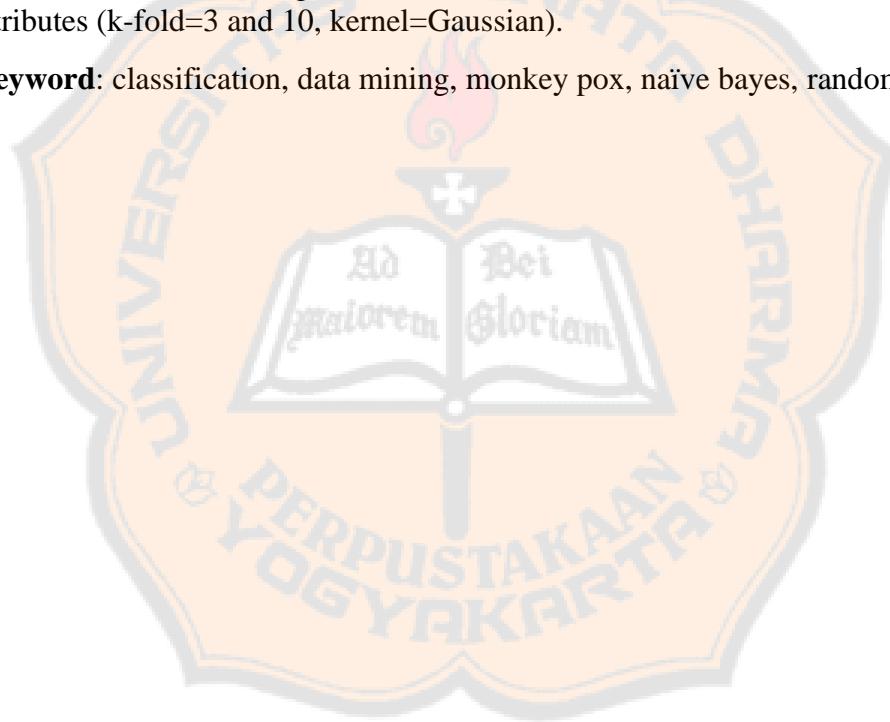 tributes (k-fold=3 and 10, kernel=Gaussian).
eyword: classification, data mining, monkey pox, naïve bayes, random
UNIVERSITAS
DHARMA
Ad
Dei
Maiorem
Gloriam
PERPUSTAKAAN
YOGYAKARTA